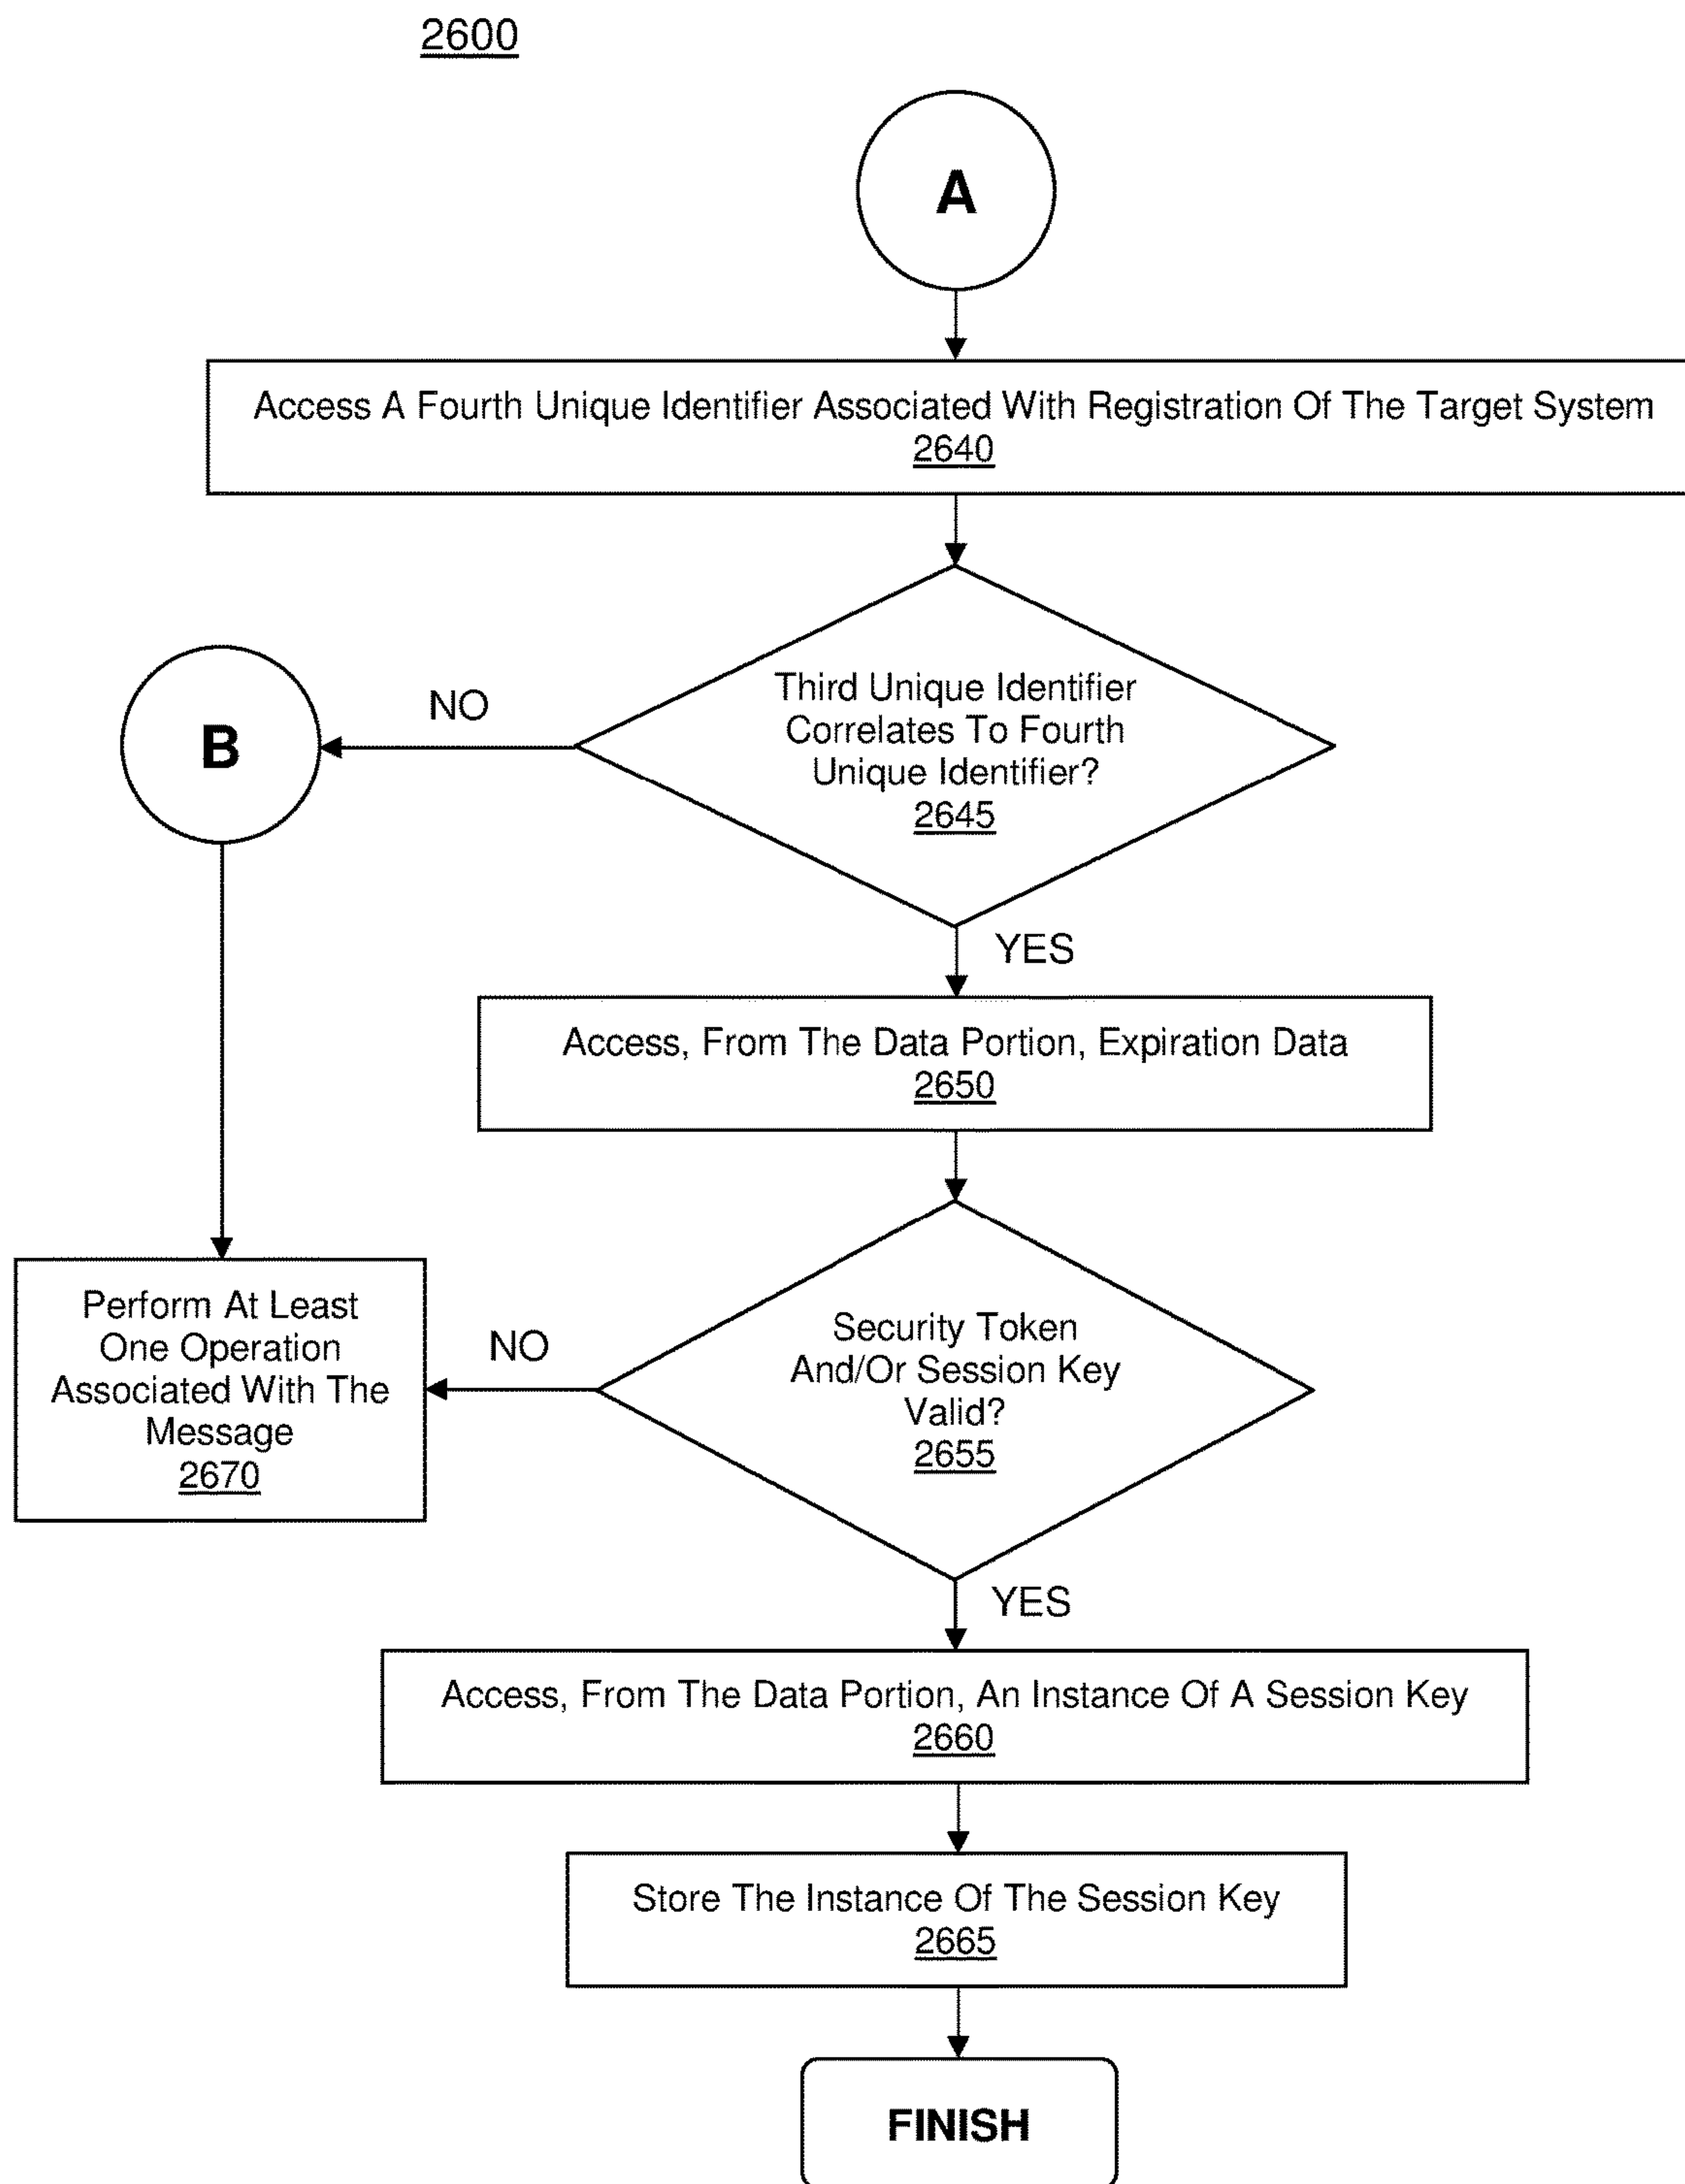 2600
A
Access A Fourth Unique Identifier Associated With Registration Of The Target System
2640
Third Unique Identifier
Correlates To Fourth
Unique Identifier?
2645
NO
B
YES
Access, From The Data Portion, Expiration Data
2650
Security Token
And/Or Session Key
Valid?
2655
NO
Perform At Least
One Operation
Associated With The
Message
2670
YES
Access, From The Data Portion, An Instance Of A Session Key
2660
Store The Instance Of The Session Key
2665
FINISH